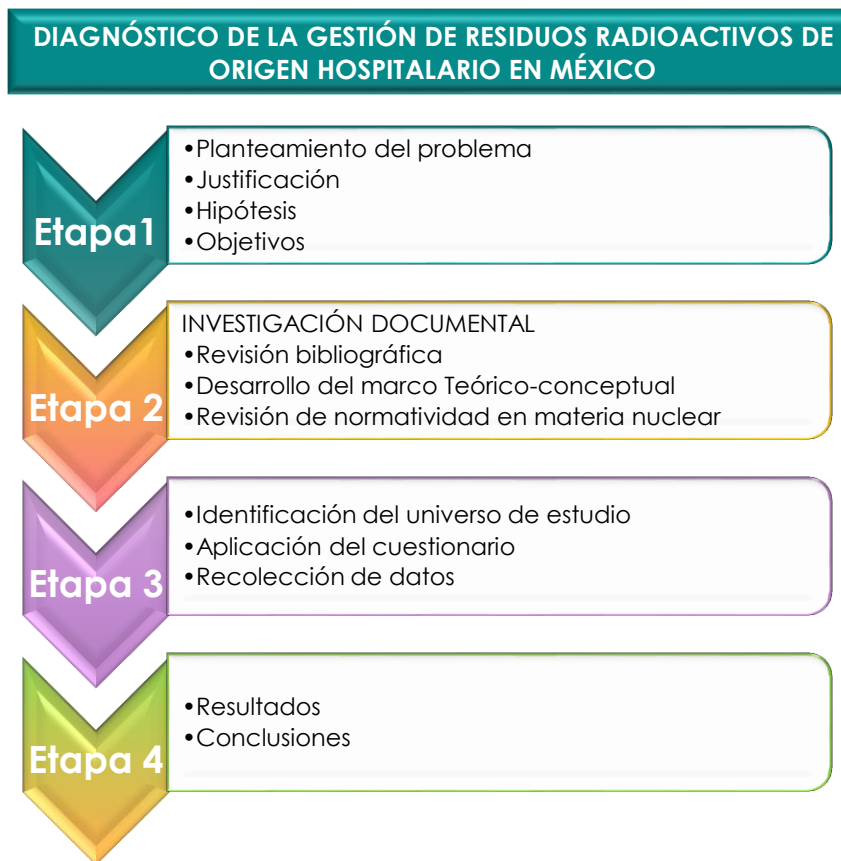 DIAGNÓSTICO DE LA GESTIÓN DE RESIDUOS RADIOACTIVOS DE
ORIGEN HOSPITALARIO EN MÉXICO
Etapa1
•Planteamiento del problema
•Justificación
•Hipótesis
•Objetivos
Etapa 2
INVESTIGACIÓN DOCUMENTAL
•Revisión bibliográfica
•Desarrollo del marco Teórico-conceptual
•Revisión de normatividad en materia nuclear
Etapa 3
•Identificación del universo de estudio
•Aplicación del cuestionario
•Recolección de datos
Etapa 4
•Resultados
•Conclusiones